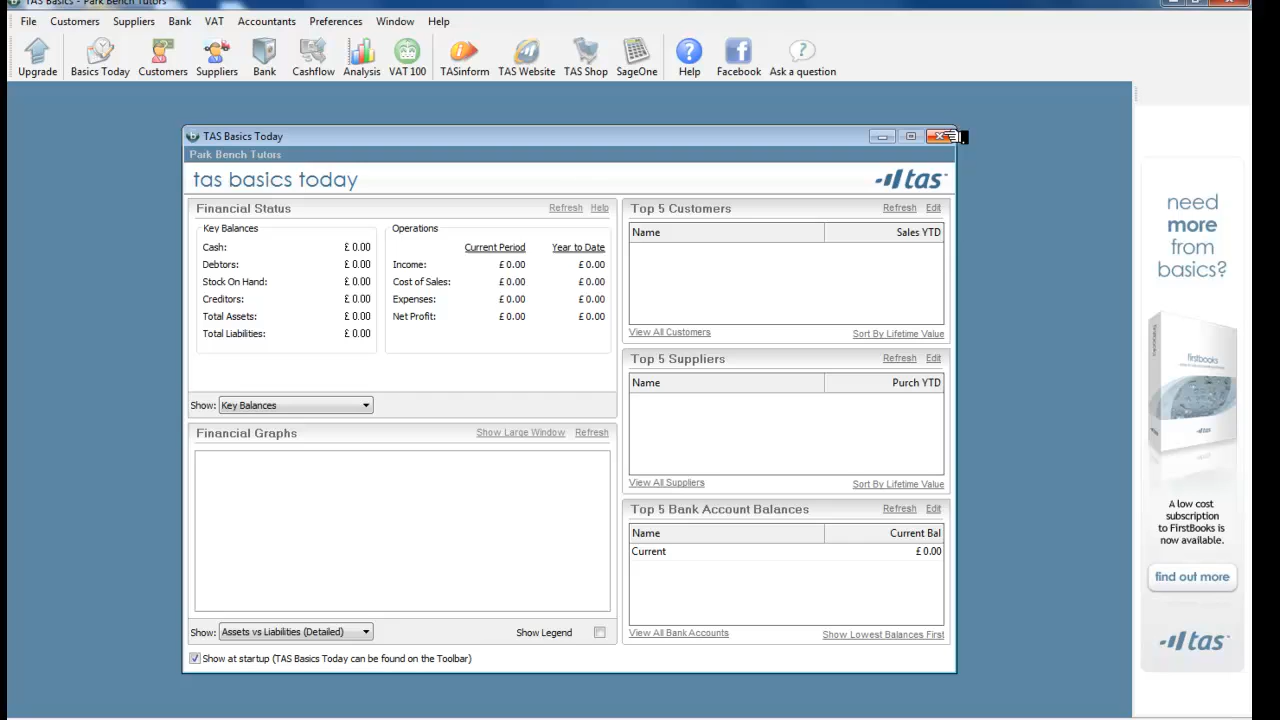 TAS Basics - Park Bench Tutors
File Customers Suppliers Bank VAT Accountants Preferences Window Help
Upgrade Basics Today Customers Suppliers Bank Cashflow Analysis VAT 100 TASinform TAS Website TAS Shop SageOne Help Facebook Ask a question
TAS Basics Today
Park Bench Tutors
tas basics today
tas
Financial Status Refresh Help
Key Balances
Cash: £ 0.00
Debtors: £ 0.00
Stock On Hand: £ 0.00
Creditors: £ 0.00
Total Assets: £ 0.00
Total Liabilities: £ 0.00
Operations
Current Period Year to Date
Income: £ 0.00 £ 0.00
Cost of Sales: £ 0.00 £ 0.00
Expenses: £ 0.00 £ 0.00
Net Profit: £ 0.00 £ 0.00
Show: Key Balances
Financial Graphs Show Large Window Refresh
Show: Assets vs Liabilities (Detailed) Show Legend
Show at startup (TAS Basics Today can be found on the Toolbar)
Top 5 Customers Refresh Edit
Name Sales YTD
View All Customers Sort By Lifetime Value
Top 5 Suppliers Refresh Edit
Name Purch YTD
View All Suppliers Sort By Lifetime Value
Top 5 Bank Account Balances Refresh Edit
Name Current Bal
Current £ 0.00
View All Bank Accounts Show Lowest Balances First
need
more
from
basics?
firstbooks
tas
A low cost
subscription
to FirstBooks is
now available.
find out more
tas